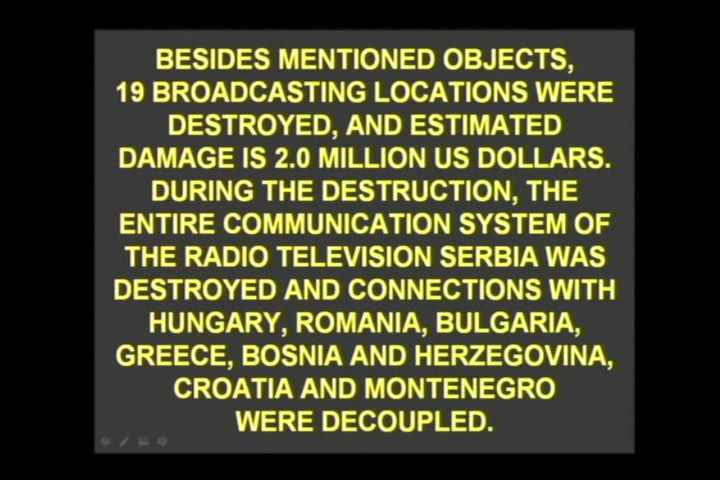 BESIDES MENTIONED OBJECTS,
19 BROADCASTING LOCATIONS WERE
DESTROYED, AND ESTIMATED
DAMAGE IS 2.0 MILLION US DOLLARS.
DURING THE DESTRUCTION, THE
ENTIRE COMMUNICATION SYSTEM OF
THE RADIO TELEVISION SERBIA WAS
DESTROYED AND CONNECTIONS WITH
HUNGARY, ROMANIA, BULGARIA,
GREECE, BOSNIA AND HERZEGOVINA,
CROATIA AND MONTENEGRO
WERE DECOUPLED.